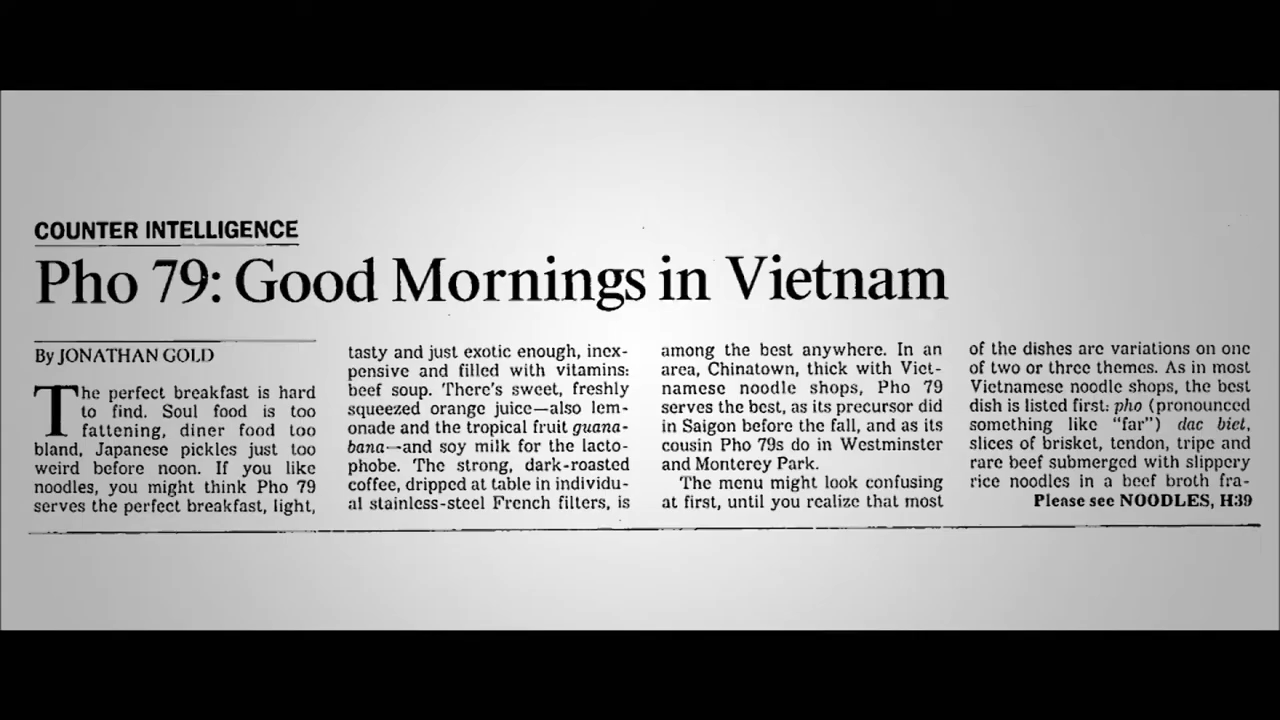 COUNTER INTELLIGENCE
Pho 79: Good Mornings in Vietnam
By JONATHAN GOLD
The perfect breakfast is hard
to find. Soul food is too
fattening, diner food too
bland, Japanese pickles just too
weird before noon. If you like
noodles, you might think Pho 79
serves the perfect breakfast, light,
tasty and just exotic enough, inex-
pensive and filled with vitamins:
beef soup. There's sweet, freshly
squeezed orange juice—also lem-
onade and the tropical fruit guana-
bana—and soy milk for the lacto-
phobe. The strong, dark-roasted
coffee, dripped at table in individu-
al stainless-steel French filters, is
among the best anywhere. In an
area, Chinatown, thick with Viet-
namese noodle shops, Pho 79
serves the best, as its precursor did
in Saigon before the fall, and as its
cousin Pho 79s do in Westminster
and Monterey Park.
The menu might look confusing
at first, until you realize that most
of the dishes are variations on one
of two or three themes. As in most
Vietnamese noodle shops, the best
dish is listed first: pho (pronounced
something like "far") dac biet,
slices of brisket, tendon, tripe and
rare beef submerged with slippery
rice noodles in a beef broth fra-
Please see NOODLES, H39